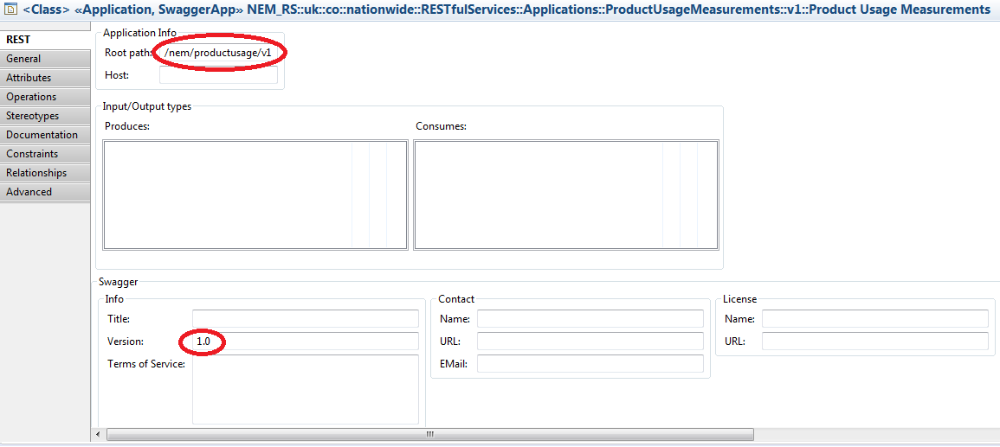 <Class> «Application, SwaggerApp» NEM_RS::uk::co::nationwide::RESTfulServices::Applications::ProductUsageMeasurements::v1::Product Usage Measurements
REST
General
Attributes
Operations
Stereotypes
Documentation
Constraints
Relationships
Advanced
Application Info
Root path: /nem/productusage/v1
Host:
Input/Output types
Produces: Consumes:
Swagger
Info Contact License
Title: Name: Name:
Version: 1.0 URL: URL:
Terms of Service: EMail: